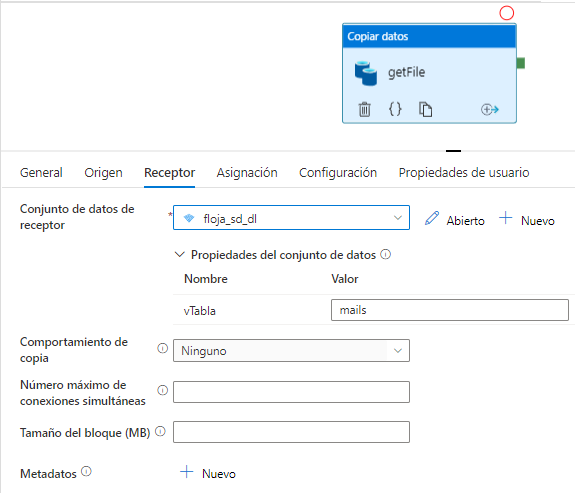 Copiar datos
getFile
General Origen Receptor Asignación Configuración Propiedades de usuario
Conjunto de datos de
receptor
* floja_sd_dl Abierto Nuevo
Propiedades del conjunto de datos
Nombre Valor
vTabla mails
Comportamiento de
copia
Ninguno
Número máximo de
conexiones simultáneas
Tamaño del bloque (MB)
Metadatos Nuevo